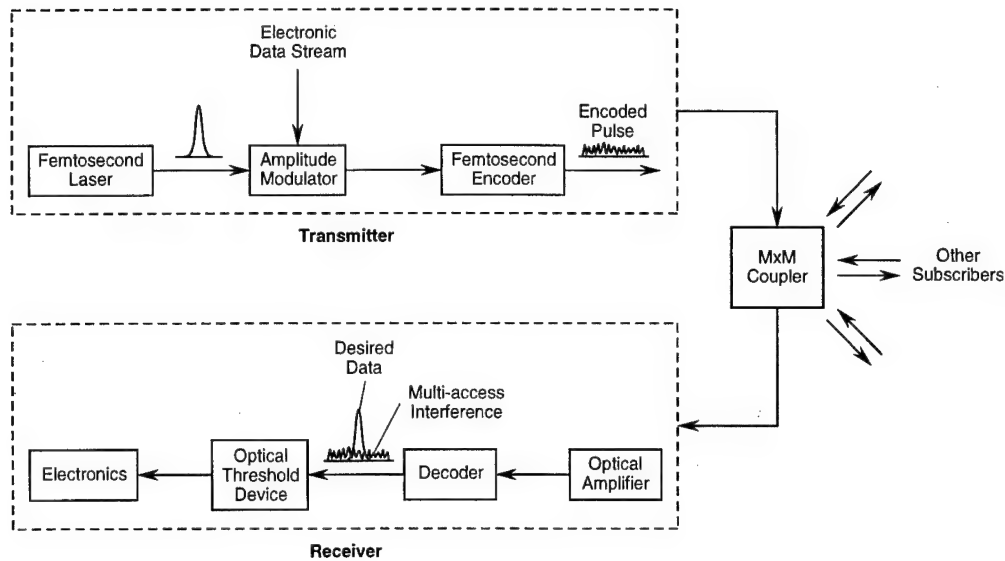 Electronic
Data Stream
Encoded
Pulse
Femtosecond
Laser
Amplitude
Modulator
Femtosecond
Encoder
Transmitter
MxM
Coupler
Other
Subscribers
Desired
Data
Multi-access
Interference
Electronics
Optical
Threshold
Device
Decoder
Optical
Amplifier
Receiver